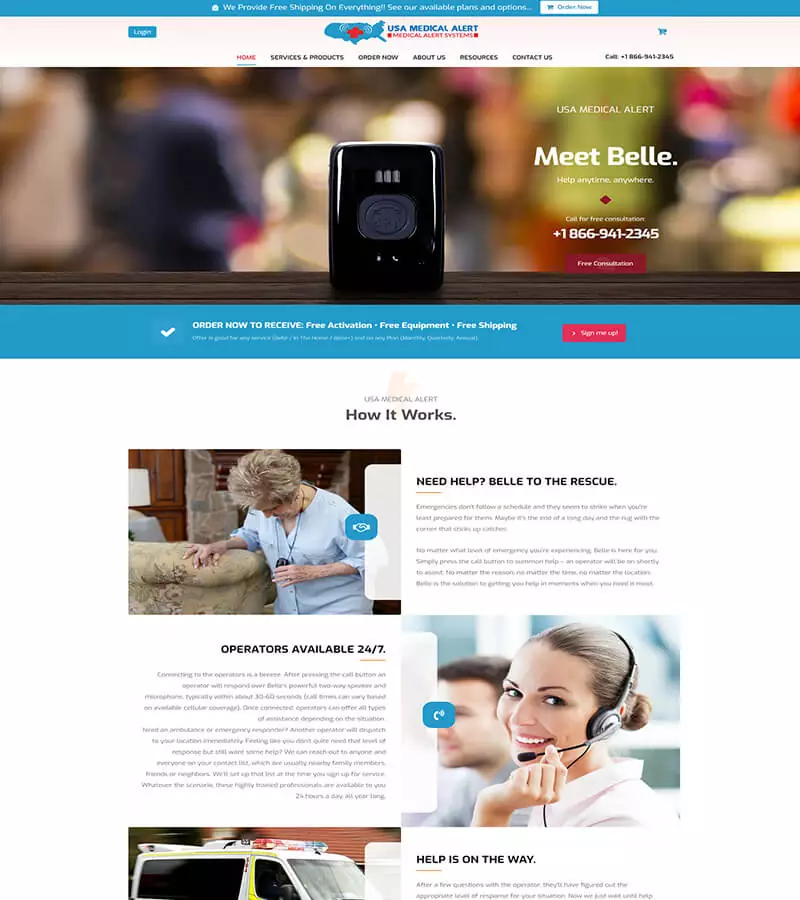 We Provide Free Shipping On Everything!! See our available plans and options...
Order Now
Login
USA MEDICAL ALERT
MEDICAL ALERT SYSTEMS
HOME
SERVICES & PRODUCTS
ORDER NOW
ABOUT US
RESOURCES
CONTACT US
Call: +1 866-941-2345
USA MEDICAL ALERT
Meet Belle.
Help anytime, anywhere.
Call for free consultation:
+1 866-941-2345
Free Consultation
ORDER NOW TO RECEIVE: Free Activation • Free Equipment • Free Shipping
Offer is good for any service (Belle / In The Home / Belle+) and on any Plan (Monthly, Quarterly, Annual).
Sign me up!
USA MEDICAL ALERT
How It Works.
NEED HELP? BELLE TO THE RESCUE.
Emergencies don't follow a schedule and they seem to strike when you're
least prepared for them. Maybe it's the end of a long day and the rug with the
corner that sticks up catches.
No matter what level of emergency you're experiencing, Belle is here for you.
Simply press the call button to summon help – an operator will be on shortly
to assist. No matter the reason, no matter the time, no matter the location:
Belle is the solution to getting you help in moments when you need it most.
OPERATORS AVAILABLE 24/7.
Connecting to the operators is a breeze. After pressing the call button an
operator will respond over Belle's powerful two-way speaker and
microphone, typically within about 30-60 seconds (call times can vary based
on available cellular coverage). Once connected, operators can offer all types
of assistance depending on the situation.
Need an ambulance or emergency responder? Another operator will dispatch
to your location immediately. Feeling like you don't quite need that level of
response but still want some help? We can reach out to anyone and
everyone on your contact list, which are usually nearby family members,
friends or neighbors. We'll set up that list at the time you sign up for service.
Whatever the scenario, these highly trained professionals are available to you
24 hours a day, all year long.
HELP IS ON THE WAY.
After a few questions with the operator, they'll have figured out the
appropriate level of response for your situation. Now we just wait until help